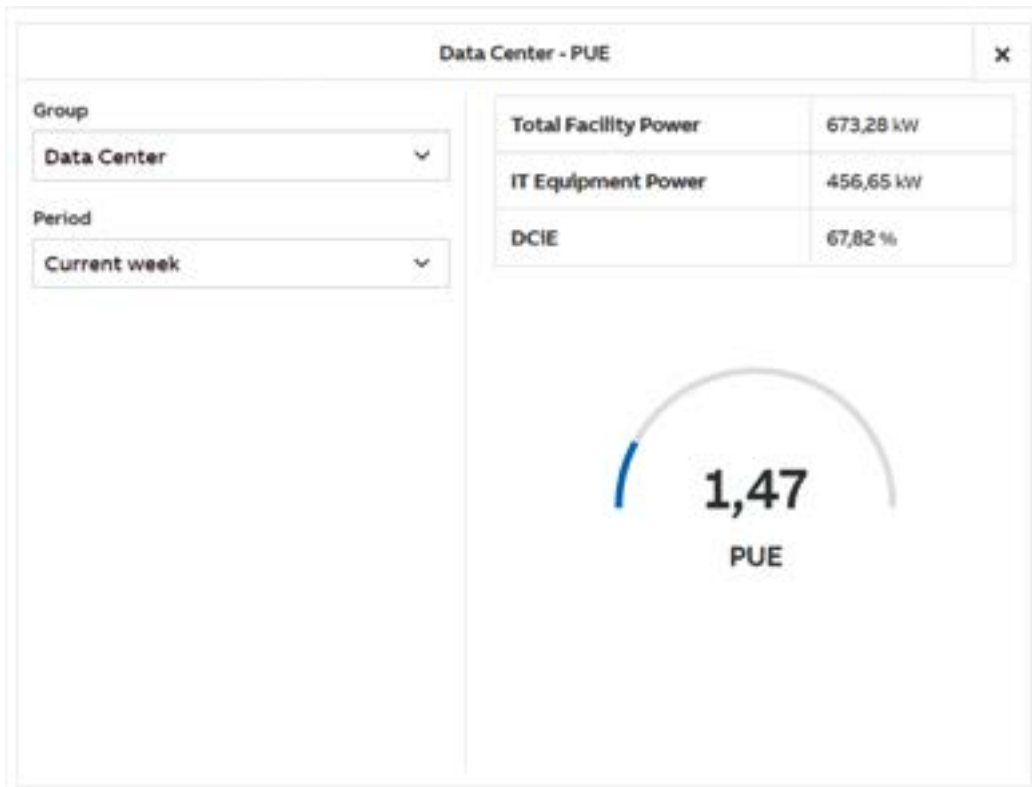 Data Center - PUE
Group
Data Center
Period
Current week
Total Facility Power 673,28 kW
IT Equipment Power 456,65 kW
DCiE 67,82 %
1,47
PUE